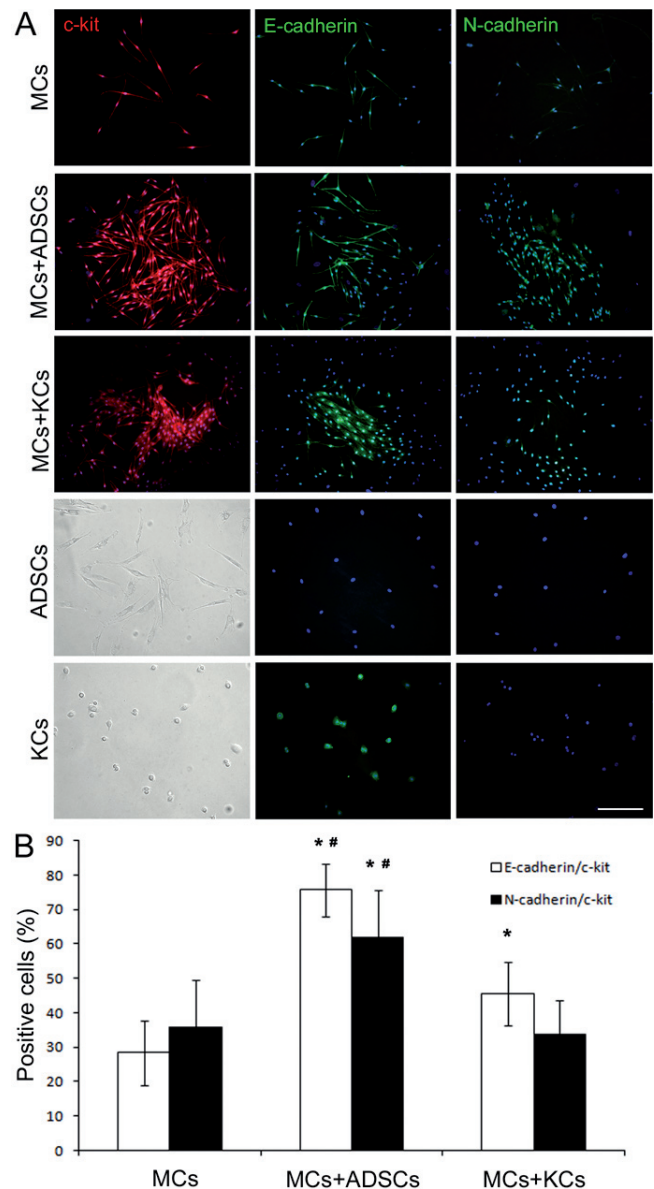 A
c-kit
E-cadherin
N-cadherin
MCs
MCs+ADSCs
MCs+KCs
ADSCs
KCs
B
Positive cells (%)
90
80
70
60
50
40
30
20
10
0
* #
* #
*
E-cadherin/c-kit
N-cadherin/c-kit
MCs
MCs+ADSCs
MCs+KCs